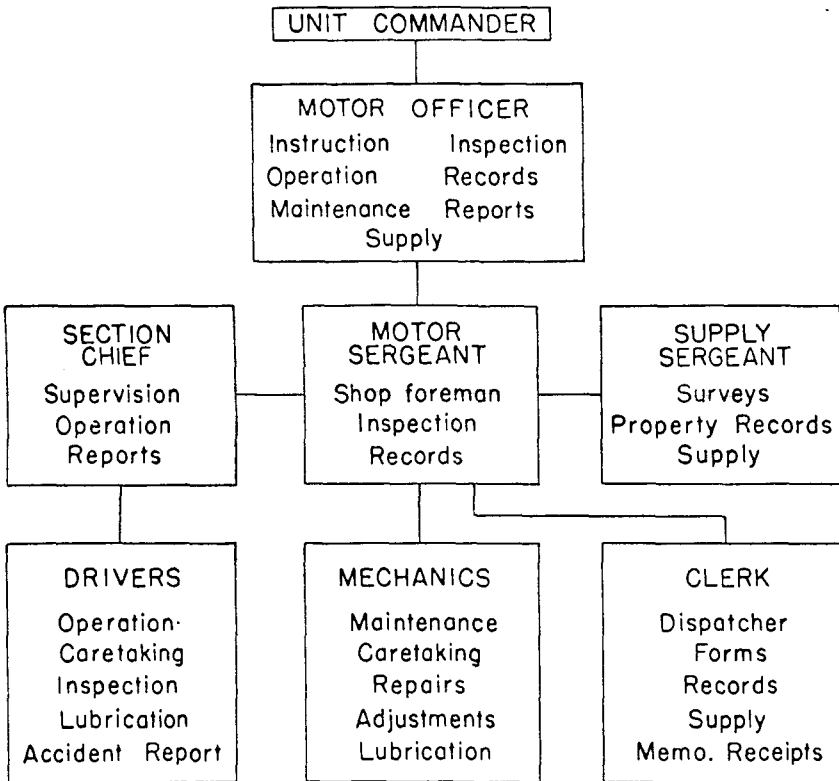 UNIT COMMANDER
MOTOR OFFICER
Instruction Inspection
Operation Records
Maintenance Reports
Supply
SECTION
CHIEF
Supervision
Operation
Reports
MOTOR
SERGEANT
Shop foreman
Inspection
Records
SUPPLY
SERGEANT
Surveys
Property Records
Supply
DRIVERS
Operation
Caretaking
Inspection
Lubrication
Accident Report
MECHANICS
Maintenance
Caretaking
Repairs
Adjustments
Lubrication
CLERK
Dispatcher
Forms
Records
Supply
Memo. Receipts